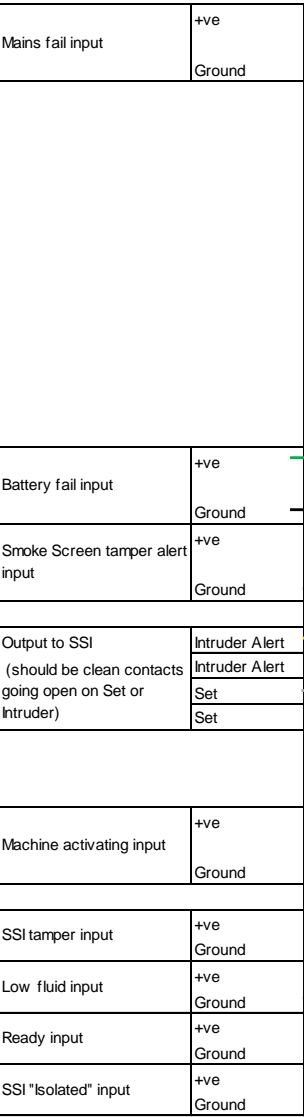 +ve
Mains fail input
Ground
+ve
Battery fail input
Ground
+ve
Smoke Screen tamper alert
input
Ground
Output to SSI
Intruder Alert
(should be clean contacts
Intruder Alert
going open on Set or
Set
Intruder)
Set
+ve
Machine activating input
Ground
+ve
SSI tamper input
Ground
+ve
Low fluid input
Ground
+ve
Ready input
Ground
+ve
SSI "Isolated" input
Ground